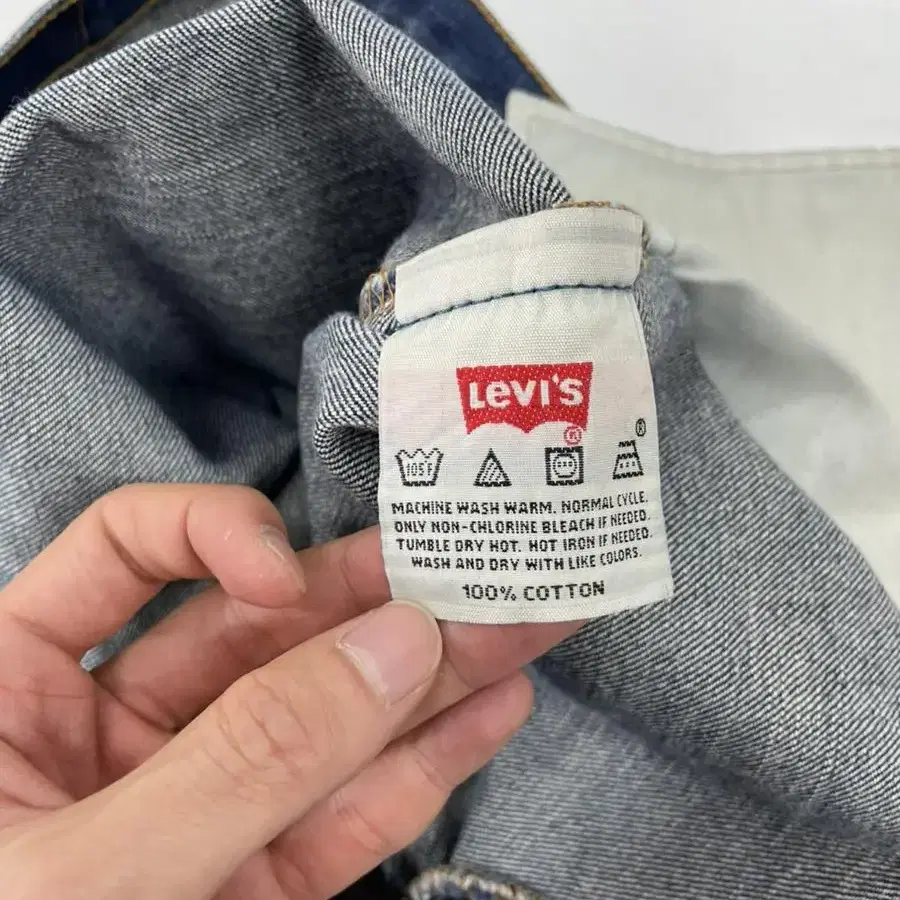 LEVI'S
®
®
105F
MACHINE WASH WARM. NORMAL CYCLE.
ONLY NON-CHLORINE BLEACH IF NEEDED.
TUMBLE DRY HOT. HOT IRON IF NEEDED.
WASH AND DRY WITH LIKE COLORS.
100% COTTON